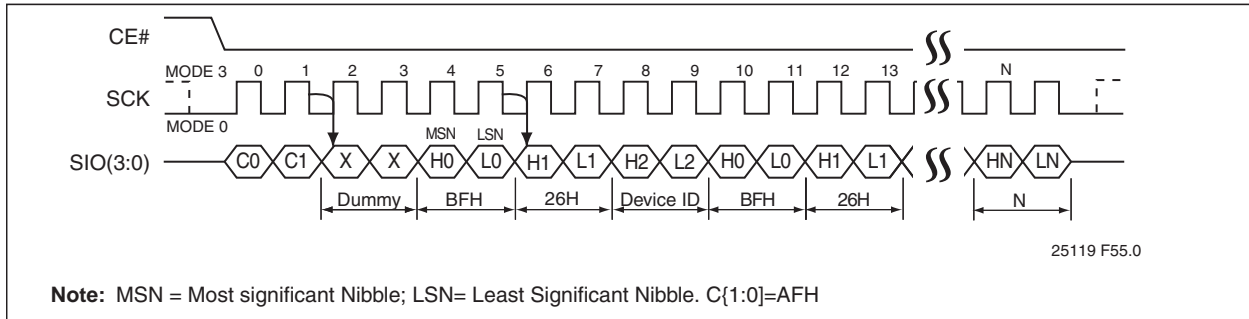 CE#
MODE 3 0 1 2 3 4 5 6 7 8 9 10 11 12 13 N
SCK
MODE 0
MSN LSN
SIO(3:0) C0 C1 X X H0 L0 H1 L1 H2 L2 H0 L0 H1 L1 HN LN
Dummy BFH 26H Device ID BFH 26H N
25119 F55.0
Note: MSN = Most significant Nibble; LSN= Least Significant Nibble. C{1:0]=AFH